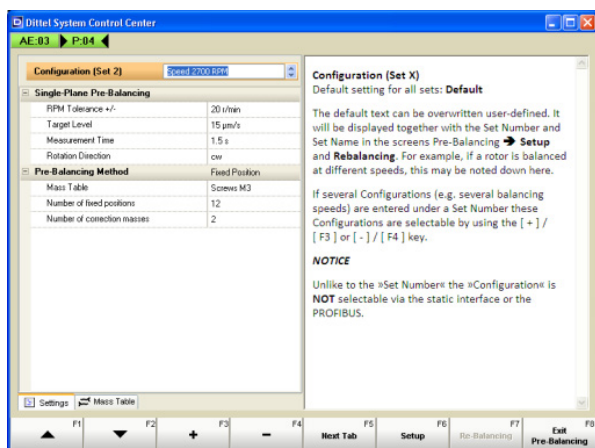 Dittel System Control Center
AE:03 P:04
Configuration (Set 2) Speed 2700 RPM
Single-Plane Pre-Balancing
RPM Tolerance +/- 20 r/min
Target Level 15 µm/s
Measurement Time 1.5 s
Rotation Direction cw
Pre-Balancing Method Fixed Position
Mass Table Screws M3
Number of fixed positions 12
Number of correction masses 2
Settings Mass Table
Configuration (Set X)
Default setting for all sets: Default
The default text can be overwritten user-defined. It
will be displayed together with the Set Number and
Set Name in the screens Pre-Balancing ➔ Setup
and Rebalancing. For example, if a rotor is balanced
at different speeds, this may be noted down here.
If several Configurations (e.g. several balancing
speeds) are entered under a Set Number these
Configurations are selectable by using the [ + ] /
[ F3 ] or [ - ] / [ F4 ] key.
NOTICE
Unlike to the »Set Number« the »Configuration« is
NOT selectable via the static interface or the
PROFIBUS.
F1 F2 F3 F4 F5 F6 F7 F8
+ - Next Tab Setup Re-Balancing Exit
Pre-Balancing